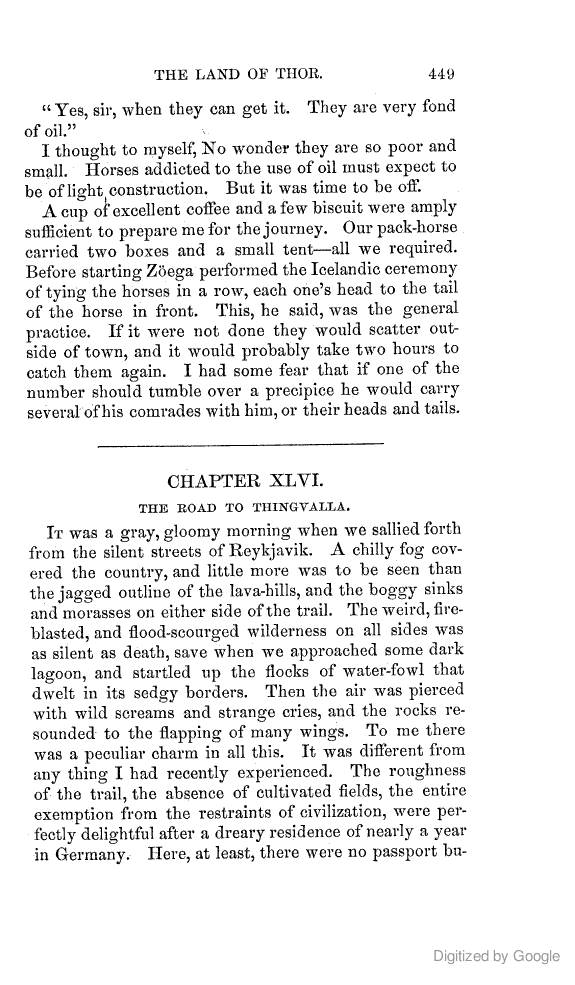 THE LAND OF THOR. 449
“Yes, sir, when they can get it. They are very fond
of oil.”
I thought to myself, No wonder they are so poor and
small. Horses addicted to the use of oil must expect to
be of light construction. But it was time to be off.
A cup of excellent coffee and a few biscuit were amply
sufficient to prepare me for the journey. Our pack-horse
carried two boxes and a small tent—all we required.
Before starting Zöega performed the Icelandic ceremony
of tying the horses in a row, each one’s head to the tail
of the horse in front. This, he said, was the general
practice. If it were not done they would scatter out-
side of town, and it would probably take two hours to
catch them again. I had some fear that if one of the
number should tumble over a precipice he would carry
several of his comrades with him, or their heads and tails.
CHAPTER XLVI.
THE ROAD TO THINGVALLA.
IT was a gray, gloomy morning when we sallied forth
from the silent streets of Reykjavik. A chilly fog cov-
ered the country, and little more was to be seen than
the jagged outline of the lava-hills, and the boggy sinks
and morasses on either side of the trail. The weird, fire-
blasted, and flood-scourged wilderness on all sides was
as silent as death, save when we approached some dark
lagoon, and startled up the flocks of water-fowl that
dwelt in its sedgy borders. Then the air was pierced
with wild screams and strange cries, and the rocks re-
sounded to the flapping of many wings. To me there
was a peculiar charm in all this. It was different from
any thing I had recently experienced. The roughness
of the trail, the absence of cultivated fields, the entire
exemption from the restraints of civilization, were per-
fectly delightful after a dreary residence of nearly a year
in Germany. Here, at least, there were no passport bu-
Digitized by Google